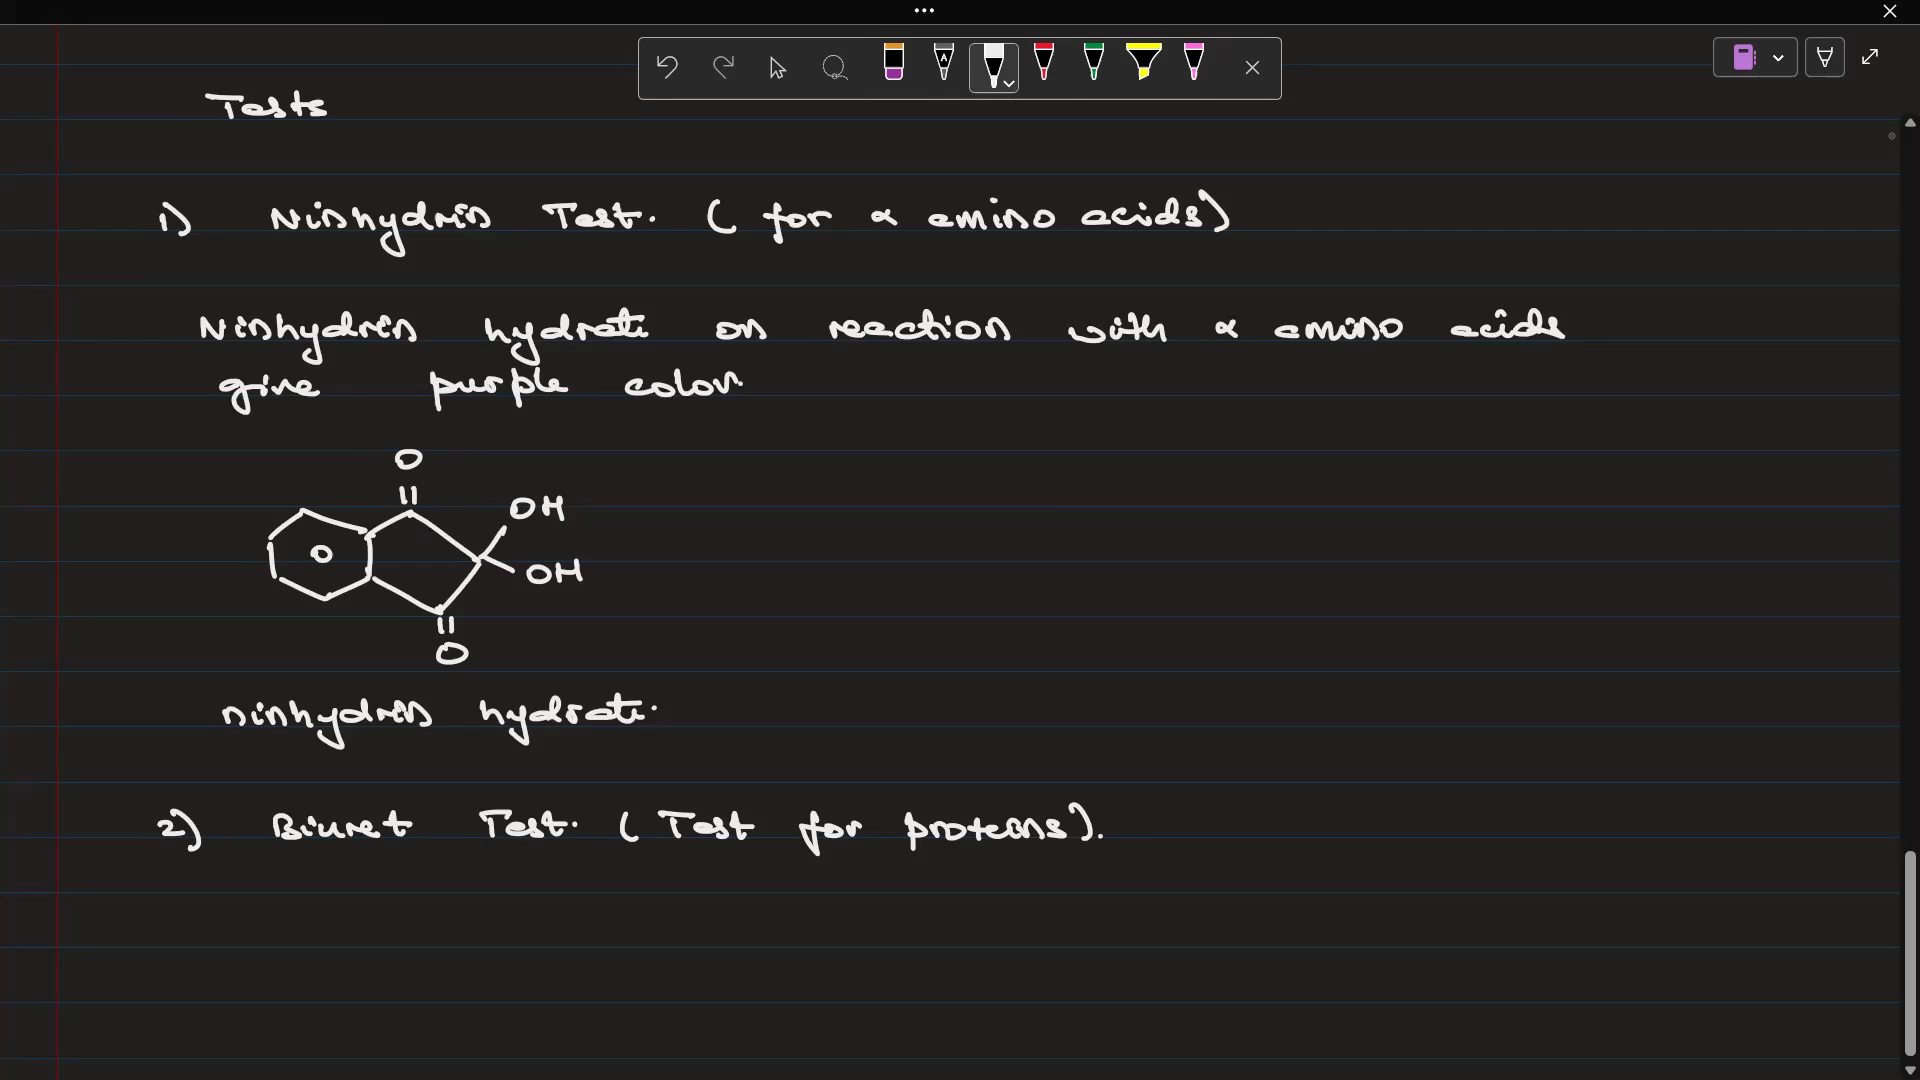 Tests
1) Ninhydrin Test. ( for α amino acids)
Ninhydrin hydrate on reaction with α amino acids
give purple color.
O
OH
O
OH
O
ninhydrin hydrate.
2) Biuret Test. ( Test for proteins).